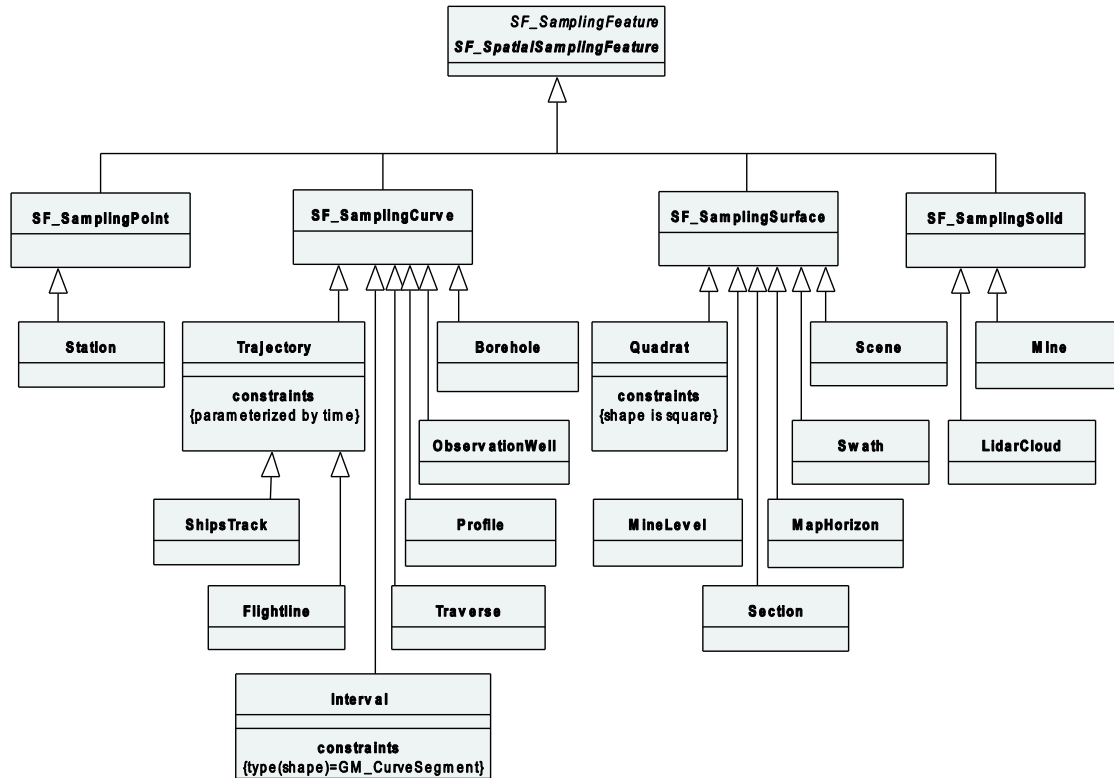 SF_SamplingFeature
SF_SpatialSamplingFeature
SF_SamplingPoint
SF_SamplingCurve
SF_SamplingSurface
SF_SamplingSolid
Station
Trajectory
constraints
{parameterized by time}
Borehole
Quadrat
constraints
{shape is square}
Scene
Mine
ObservationWell
Swath
LidarCloud
ShipsTrack
Profile
MineLevel
MapHorizon
Flightline
Traverse
Section
Interval
constraints
{type(shape)=GM_CurveSegment}